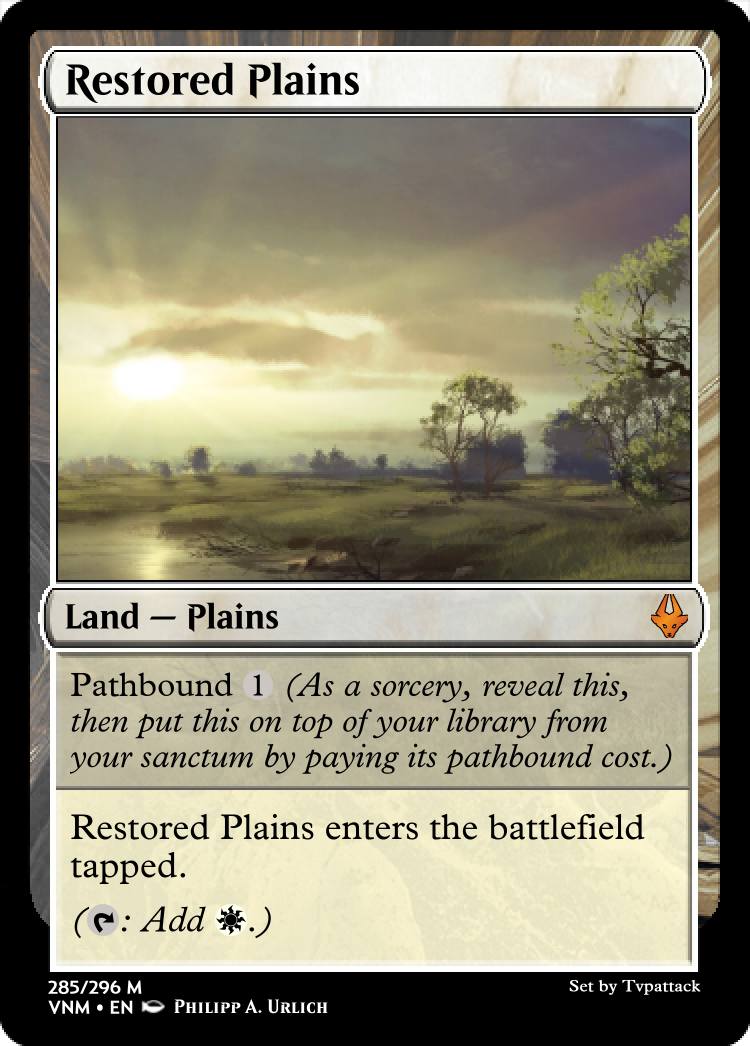 Restored Plains
Land — Plains
Pathbound 1 (As a sorcery, reveal this,
then put this on top of your library from
your sanctum by paying its pathbound cost.)
Restored Plains enters the battlefield
tapped.
(: Add .)
285/296 M
VNM • EN PHILIPP A. URLICH
Set by Tvpattack